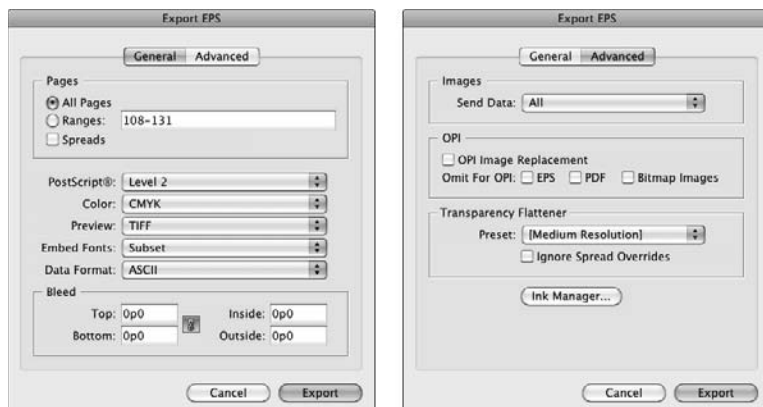 Export EPS
General Advanced
Pages
All Pages
Ranges: 108-131
Spreads
PostScript®: Level 2
Color: CMYK
Preview: TIFF
Embed Fonts: Subset
Data Format: ASCII
Bleed
Top: 0p0 Inside: 0p0
Bottom: 0p0 Outside: 0p0
Cancel Export
Export EPS
General Advanced
Images
Send Data: All
OPI
OPI Image Replacement
Omit For OPI: EPS PDF Bitmap Images
Transparency Flattener
Preset: [Medium Resolution]
Ignore Spread Overrides
Ink Manager...
Cancel Export